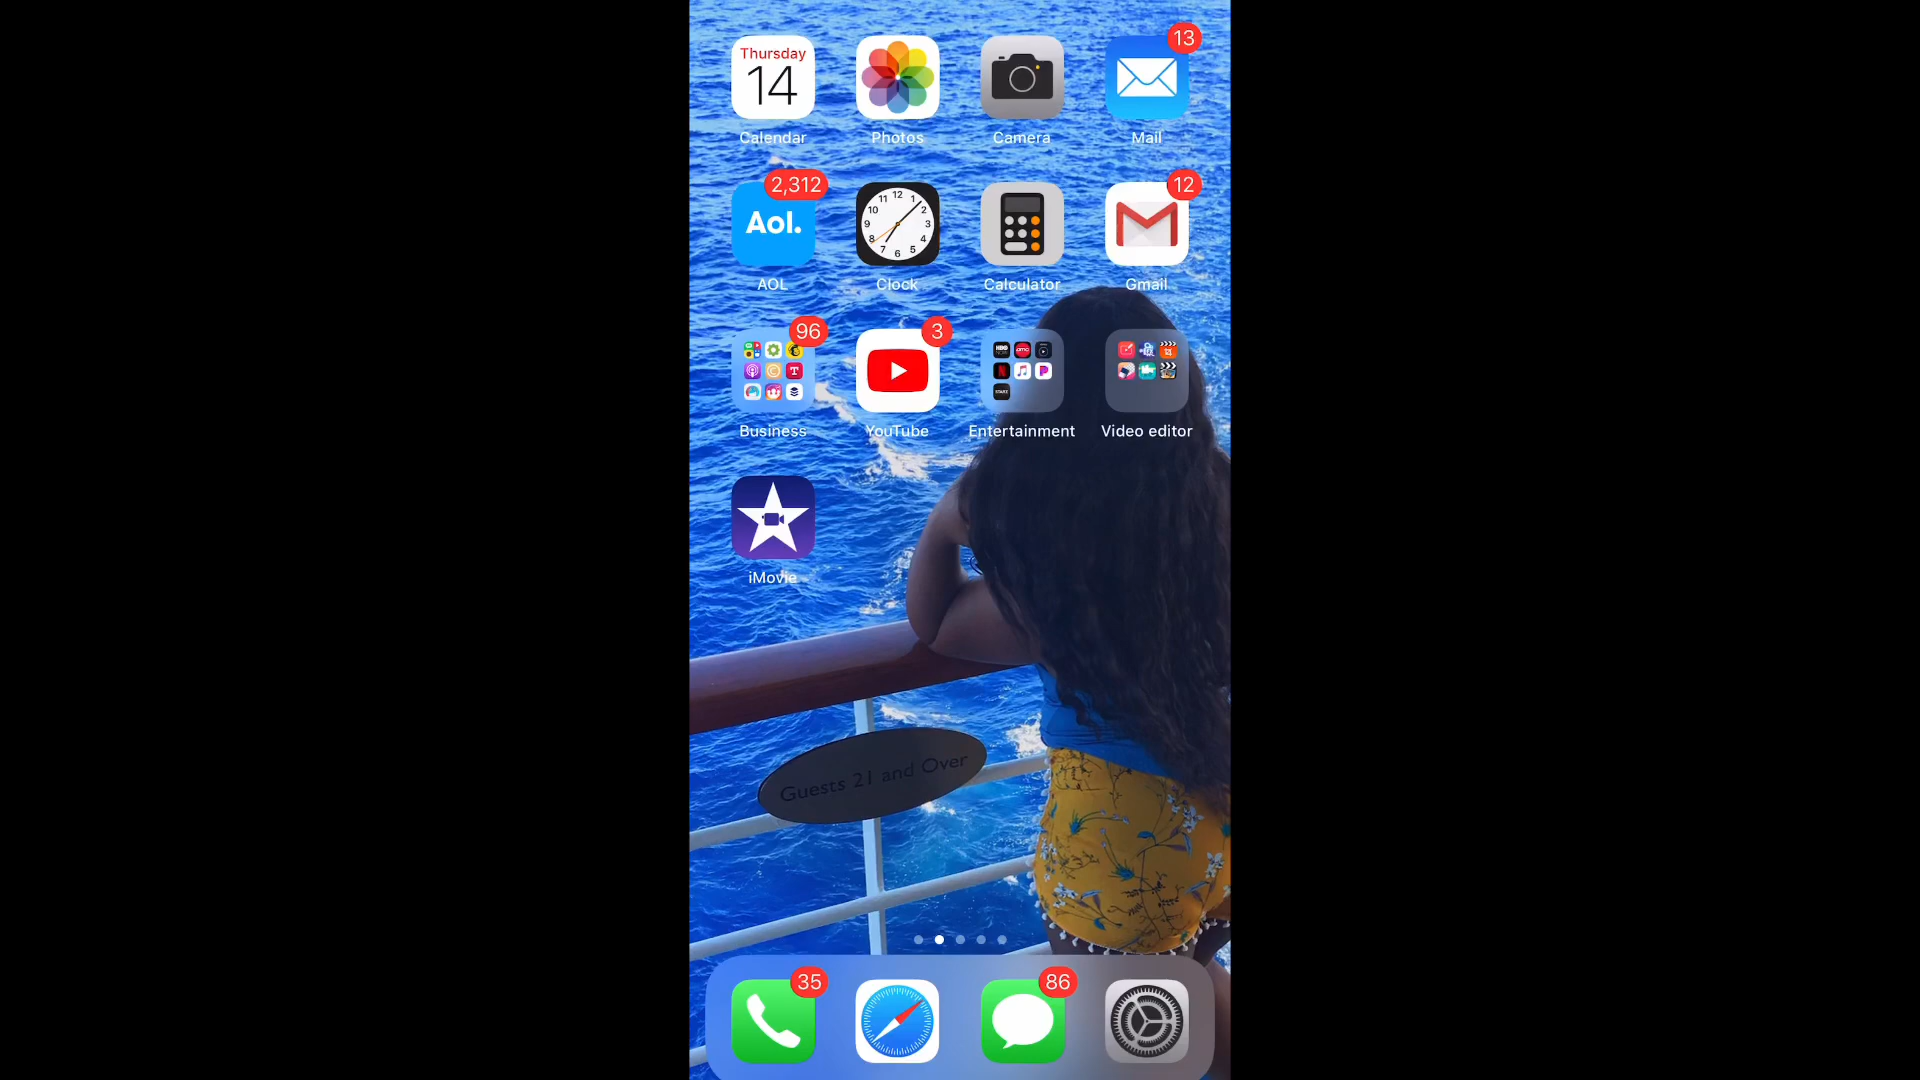 Thursday
14
13
Calendar
Photos
Camera
Mail
2,312
Aol.
12
AOL
Clock
Calculator
Gmail
96
3
Business
YouTube
Entertainment
Video editor
iMovie
Guests 21 and Over
35
86